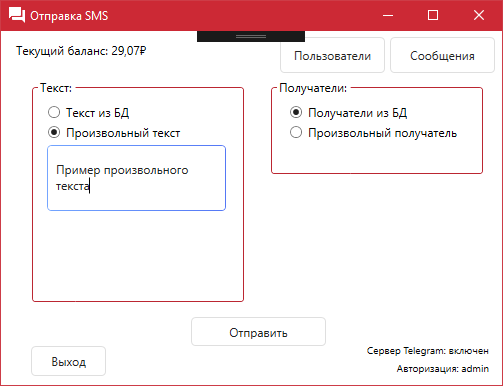 Отправка SMS
Текущий баланс: 29,07₽
Пользователи
Сообщения
Текст:
Текст из БД
Произвольный текст
Пример произвольного
текста
Получатели:
Получатели из БД
Произвольный получатель
Отправить
Выход
Сервер Telegram: включен
Авторизация: admin